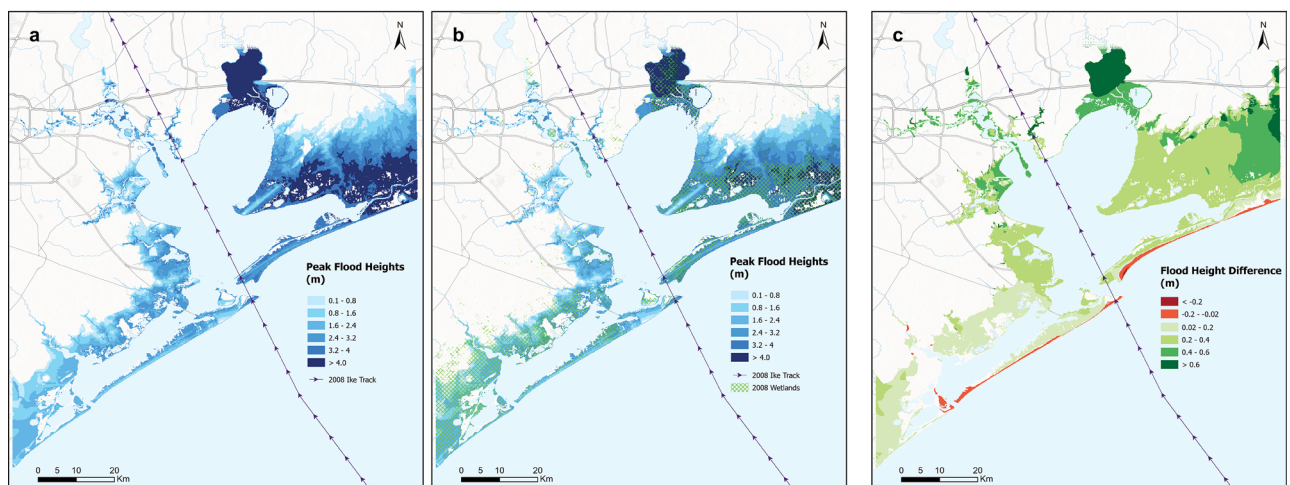 a
N
Peak Flood Heights
(m)
0.1 - 0.8
0.8 - 1.6
1.6 - 2.4
2.4 - 3.2
3.2 - 4
> 4.0
2008 Ike Track
0 5 10 20
Km
b
N
Peak Flood Heights
(m)
0.1 - 0.8
0.8 - 1.6
1.6 - 2.4
2.4 - 3.2
3.2 - 4
> 4.0
2008 Ike Track
2008 Wetlands
0 5 10 20
Km
c
N
Flood Height Difference
(m)
< -0.2
-0.2 - -0.02
0.02 - 0.2
0.2 - 0.4
0.4 - 0.6
> 0.6
0 5 10 20
Km